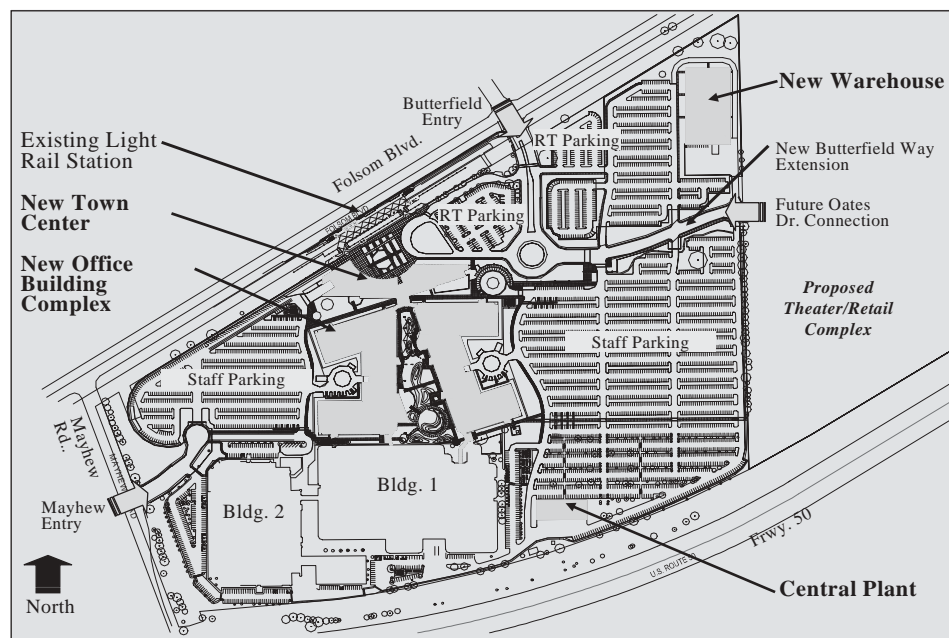 New Warehouse
Butterfield
Entry
RT Parking
Existing Light
Rail Station
Folsom Blvd.
New Butterfield Way
Extension
New Town
Center
RT Parking
Future Oates
Dr. Connection
New Office
Building
Complex
Proposed
Theater/Retail
Complex
Staff Parking
Staff Parking
Mayhew
Rd..
MAYHEW
Mayhew
Entry
Bldg. 1
Bldg. 2
Frwy. 50
North
Central Plant